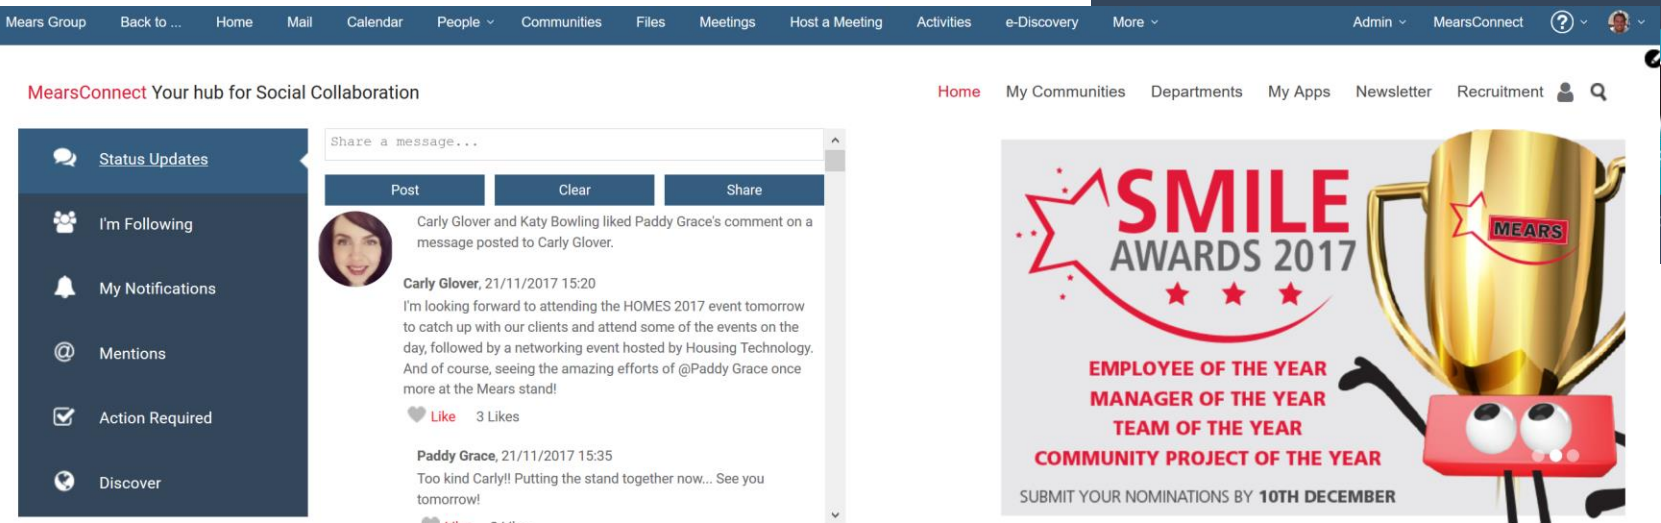 Mears Group Back to ... Home Mail Calendar People Communities Files Meetings Host a Meeting Activities e-Discovery More Admin MearsConnect ?
MearsConnect Your hub for Social Collaboration
Home My Communities Departments My Apps Newsletter Recruitment
Status Updates
I'm Following
My Notifications
@ Mentions
Action Required
Discover
Share a message...
Post Clear Share
Carly Glover and Katy Bowling liked Paddy Grace's comment on a
message posted to Carly Glover.
Carly Glover, 21/11/2017 15:20
I'm looking forward to attending the HOMES 2017 event tomorrow
to catch up with our clients and attend some of the events on the
day, followed by a networking event hosted by Housing Technology.
And of course, seeing the amazing efforts of @Paddy Grace once
more at the Mears stand!
Like 3 Likes
Paddy Grace, 21/11/2017 15:35
Too kind Carly!! Putting the stand together now... See you
tomorrow!
SMILE
AWARDS 2017
MEARS
EMPLOYEE OF THE YEAR
MANAGER OF THE YEAR
TEAM OF THE YEAR
COMMUNITY PROJECT OF THE YEAR
SUBMIT YOUR NOMINATIONS BY 10TH DECEMBER